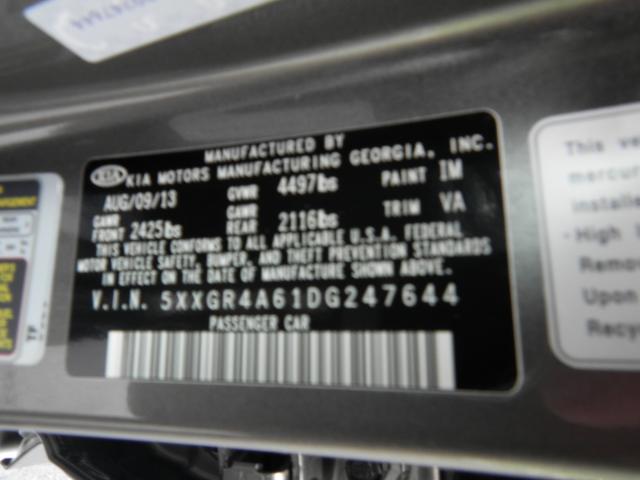 MANUFACTURED BY
KIA KIA MOTORS MANUFACTURING GEORGIA, INC.
AUG/09/13 GVWR 4497lbs PAINT IM
GAWR FRONT 2425lbs GAWR REAR 2116lbs TRIM VA
THIS VEHICLE CONFORMS TO ALL APPLICABLE U.S.A. FEDERAL
MOTOR VEHICLE SAFETY, BUMPER, AND THEFT PREVENTION STANDARDS
IN EFFECT ON THE DATE OF MANUFACTURE SHOWN ABOVE.
V.I.N. 5XXGR4A61DG247644
PASSENGER CAR
This ve
mercur
installe
- High I
Remov
Upon
Recyc